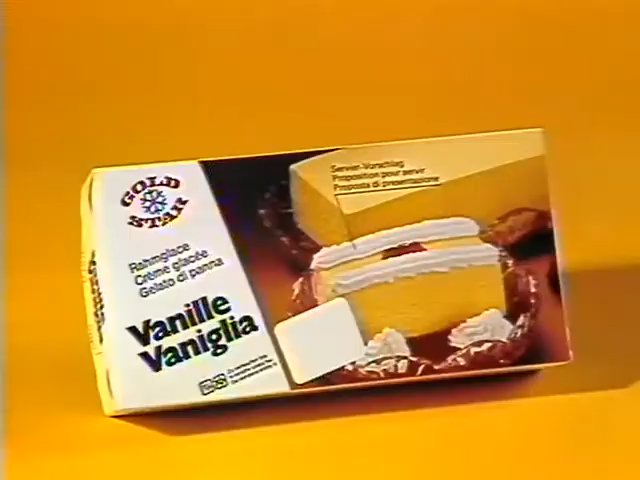 GOLD
STAR
Rahmglace
Crème glacée
Gelato di panna
Vanille
Vaniglia
Servier-Vorschlag
Proposition pour servir
Proposta di presentazione